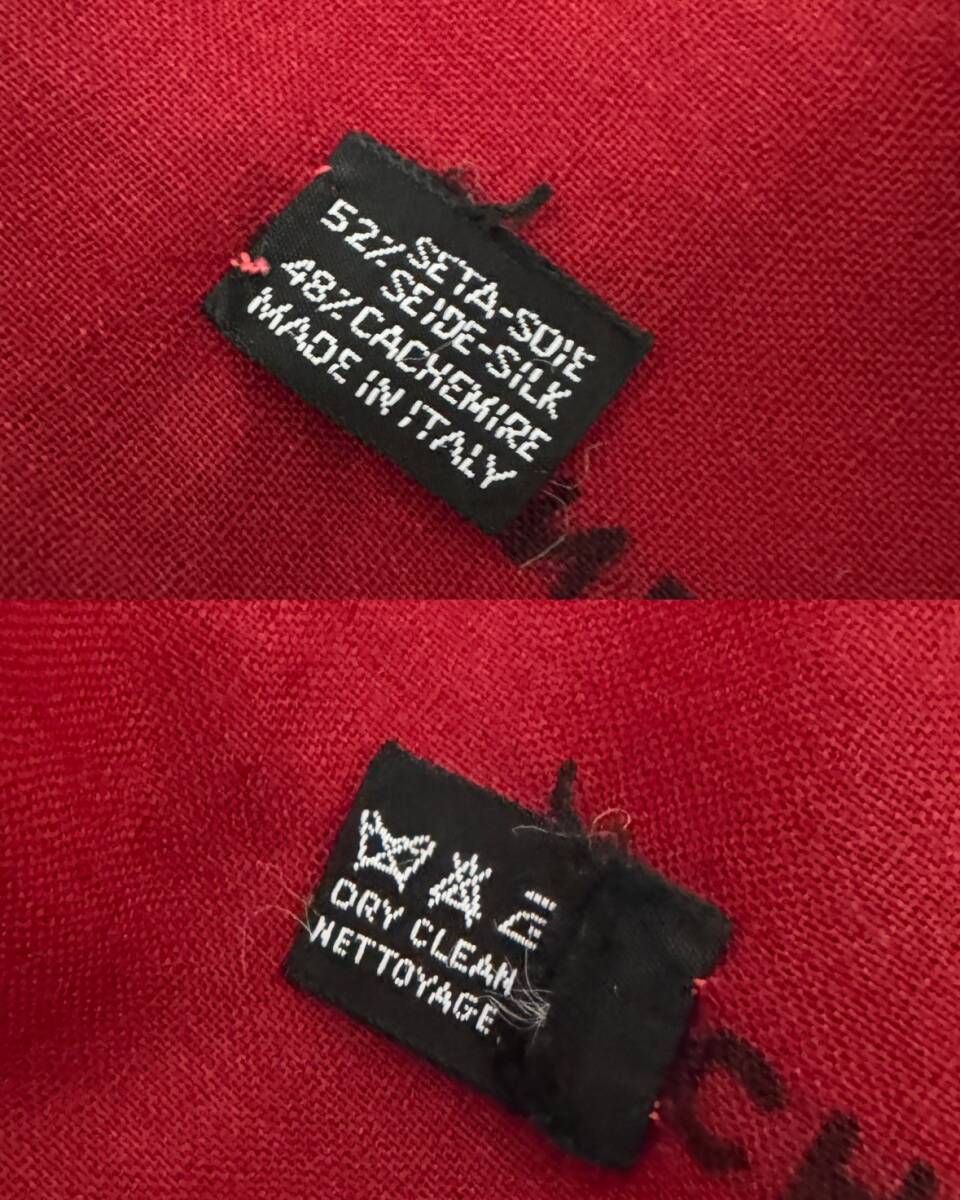 52% SETA-SOIE
SEIDE-SILK
48% CACHEMIRE
MADE IN ITALY
DRY CLEAN
NETTOYAGE